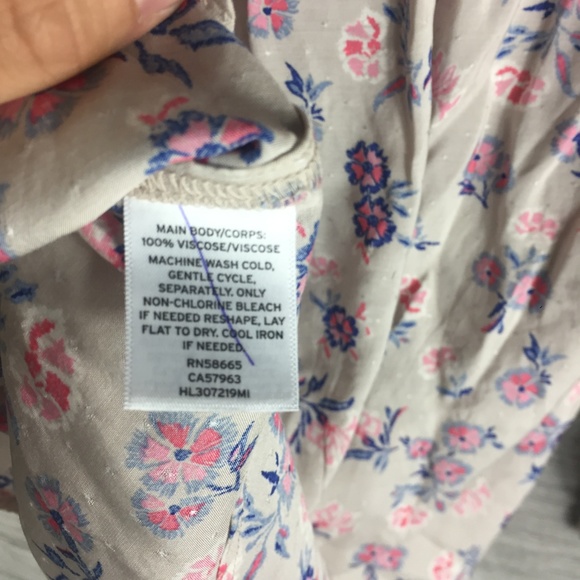 MAIN BODY/CORPS:
100% VISCOSE/VISCOSE
MACHINE WASH COLD,
GENTLE CYCLE,
SEPARATELY. ONLY
NON-CHLORINE BLEACH
IF NEEDED RESHAPE, LAY
FLAT TO DRY. COOL IRON
IF NEEDED.
RN58665
CA57963
HL307219MI